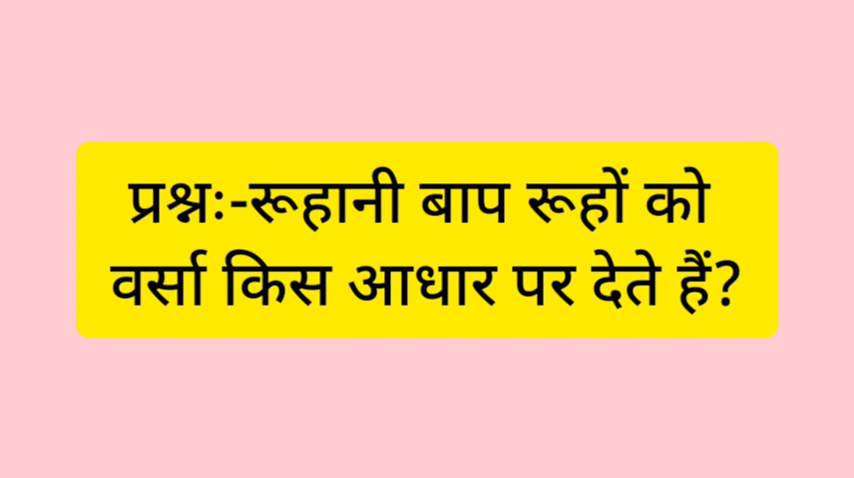 प्रश्नः-रूहानी बाप रूहों को
वर्सा किस आधार पर देते हैं?